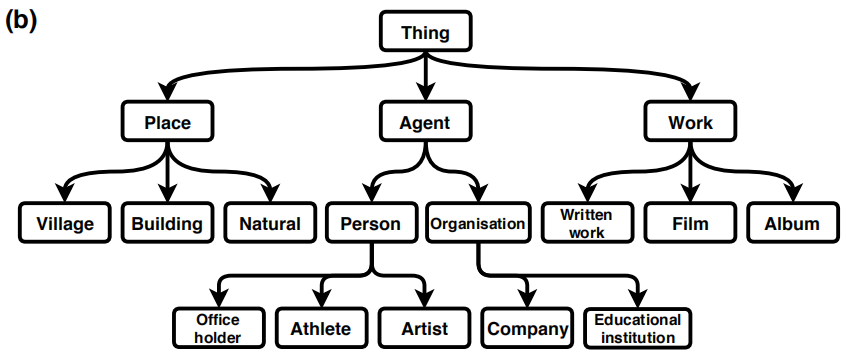 (b)
Thing
Place
Agent
Work
Village
Building
Natural
Person
Organisation
Written
work
Film
Album
Office
holder
Athlete
Artist
Company
Educational
institution